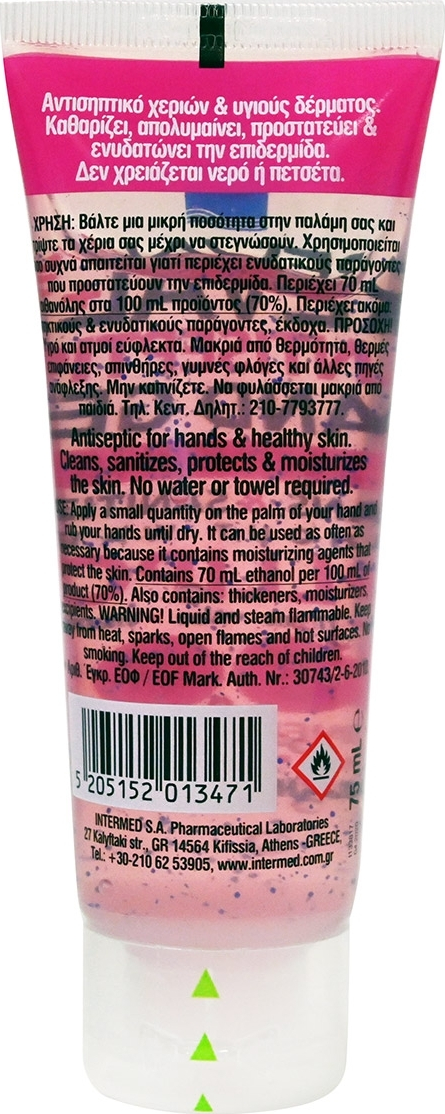 Αντισηπτικό χεριών & υγιούς δέρματος.
Καθαρίζει, απολυμαίνει, προστατεύει &
ενυδατώνει την επιδερμίδα.
Δεν χρειάζεται νερό ή πετσέτα.
ΧΡΗΣΗ: Βάλτε μια μικρή ποσότητα στην παλάμη σας και
τρίψτε τα χέρια σας μέχρι να στεγνώσουν. Χρησιμοποιείται
όσο συχνά απαιτείται γιατί περιέχει ενυδατικούς παράγοντες
που προστατεύουν την επιδερμίδα. Περιέχει 70 mL
αιθανόλης στα 100 mL προϊόντος (70%). Περιέχει ακόμα:
πηκτικούς & ενυδατικούς παράγοντες, έκδοχα. ΠΡΟΣΟΧΗ!
Υγρό και ατμοί εύφλεκτα. Μακριά από θερμότητα, θερμές
επιφάνειες, σπινθήρες, γυμνές φλόγες και άλλες πηγές
ανάφλεξης. Μην καπνίζετε. Να φυλάσσεται μακριά από
παιδιά. Τηλ: Κεντ. Δηλητ.: 210-7793777.
Antiseptic for hands & healthy skin.
Cleans, sanitizes, protects & moisturizes
the skin. No water or towel required.
USE: Apply a small quantity on the palm of your hand and
rub your hands until dry. It can be used as often as
necessary because it contains moisturizing agents that
protect the skin. Contains 70 mL ethanol per 100 mL of
product (70%). Also contains: thickeners, moisturizers,
excipients. WARNING! Liquid and steam flammable. Keep
away from heat, sparks, open flames and hot surfaces. No
smoking. Keep out of the reach of children.
Αριθ. Έγκρ. ΕΟΦ / EOF Mark. Auth. Nr.: 30743/2-6-2010
75 mL e
5 205152 013471
INTERMED S.A. Pharmaceutical Laboratories
27 Kalyftaki str., GR 14564 Kifissia, Athens -GREECE,
Tel.: +30-210 62 53905, www.intermed.com.gr